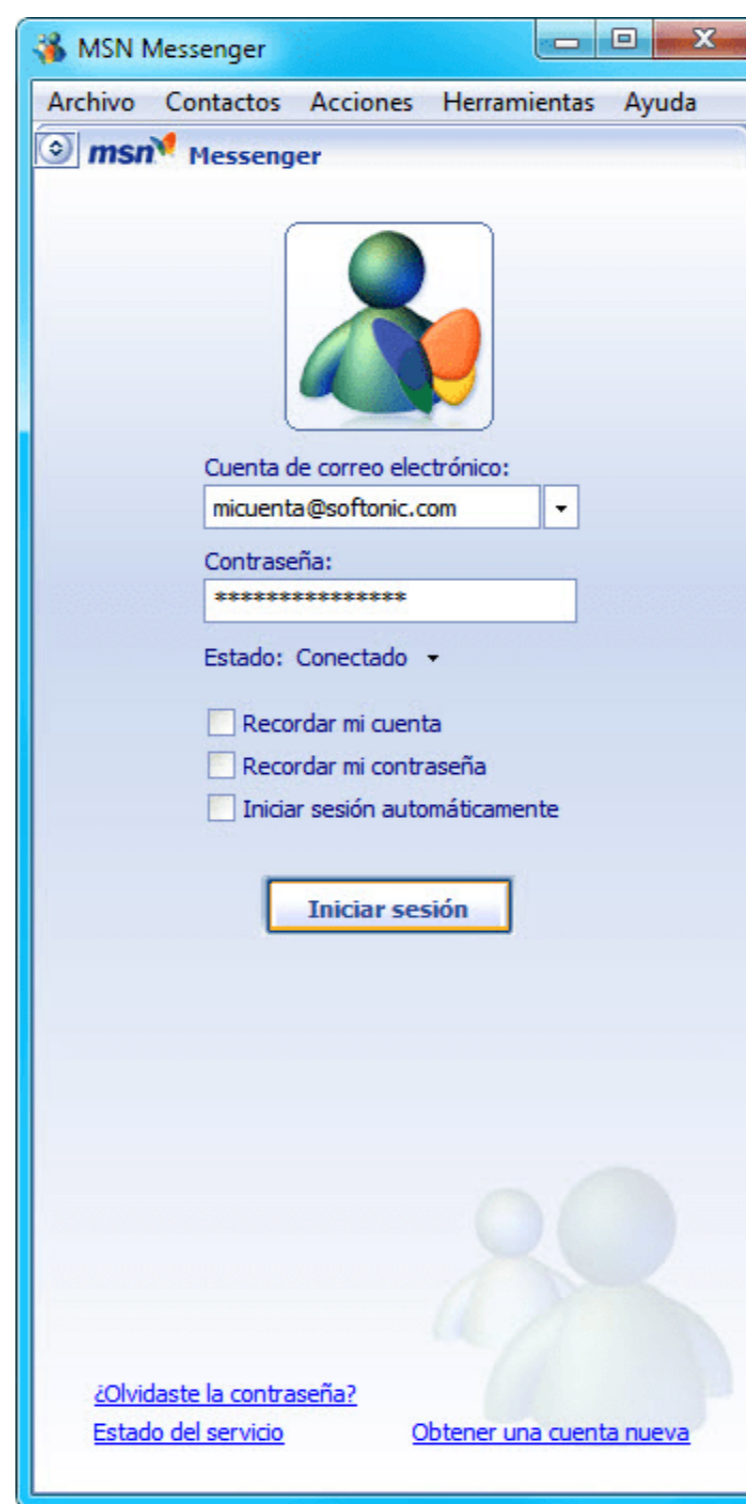 MSN Messenger
Archivo Contactos Acciones Herramientas Ayuda
msn Messenger
Cuenta de correo electrónico:
micuenta@softonic.com
Contraseña:
***************
Estado: Conectado
Recordar mi cuenta
Recordar mi contraseña
Iniciar sesión automáticamente
Iniciar sesión
¿Olvidaste la contraseña?
Estado del servicio Obtener una cuenta nueva